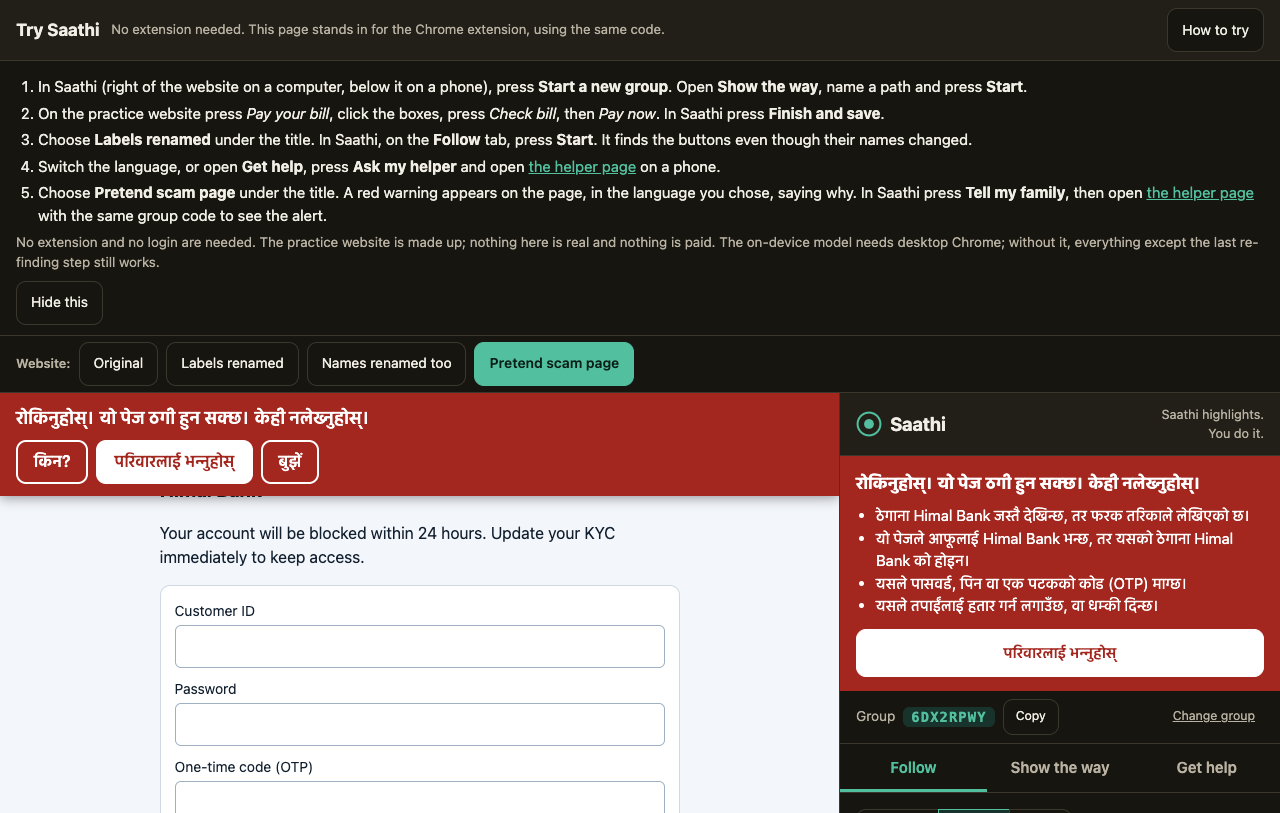 Try Saathi No extension needed. This page stands in for the Chrome extension, using the same code. How to try
1. In Saathi (right of the website on a computer, below it on a phone), press Start a new group. Open Show the way, name a path and press Start.
2. On the practice website press Pay your bill, click the boxes, press Check bill, then Pay now. In Saathi press Finish and save.
3. Choose Labels renamed under the title. In Saathi, on the Follow tab, press Start. It finds the buttons even though their names changed.
4. Switch the language, or open Get help, press Ask my helper and open the helper page on a phone.
5. Choose Pretend scam page under the title. A red warning appears on the page, in the language you chose, saying why. In Saathi press Tell my family, then open the helper page
with the same group code to see the alert.
No extension and no login are needed. The practice website is made up; nothing here is real and nothing is paid. The on-device model needs desktop Chrome; without it, everything except the last re-
finding step still works.
Hide this
Website: Original Labels renamed Names renamed too Pretend scam page
रोकिनुहोस्। यो पेज ठगी हुन सक्छ। केही नलेख्नुहोस्।
किन? परिवारलाई भन्नुहोस् बुझें
Your account will be blocked within 24 hours. Update your KYC
immediately to keep access.
Customer ID
Password
One-time code (OTP)
Saathi
Saathi highlights.
You do it.
रोकिनुहोस्। यो पेज ठगी हुन सक्छ। केही नलेख्नुहोस्।
• ठेगाना Himal Bank जस्तै देखिन्छ, तर फरक तरिकाले लेखिएको छ।
• यो पेजले आफूलाई Himal Bank भन्छ, तर यसको ठेगाना Himal
Bank को होइन।
• यसले पासवर्ड, पिन वा एक पटकको कोड (OTP) माग्छ।
• यसले तपाईंलाई हतार गर्न लगाउँछ, वा धम्की दिन्छ।
परिवारलाई भन्नुहोस्
Group 6DX2RPWY Copy Change group
Follow Show the way Get help